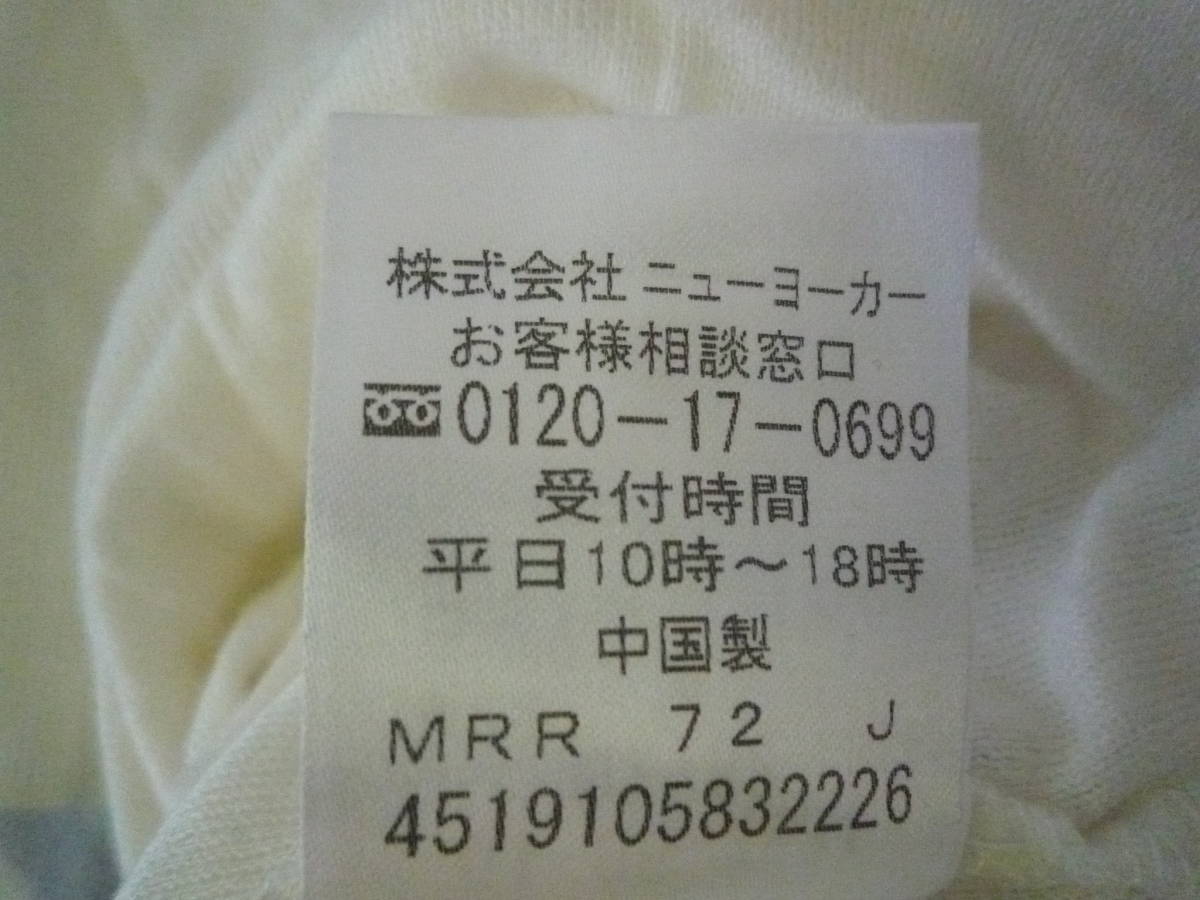 株式会社 ニューヨーカー
お客様相談窓口
0120-17-0699
受付時間
平日10時～18時
中国製
MRR 72 J
4519105832226